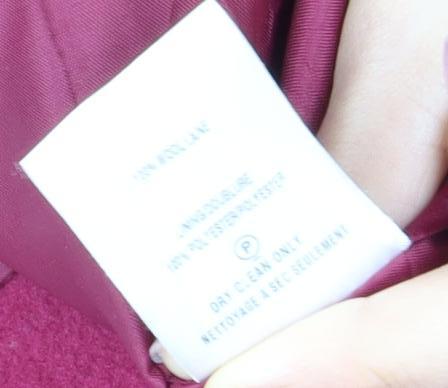 100% WOOL LAINE
LINING/DOUBLURE
100% POLYESTER/POLYESTER
P
DRY CLEAN ONLY
NETTOYAGE A SEC SEULEMENT